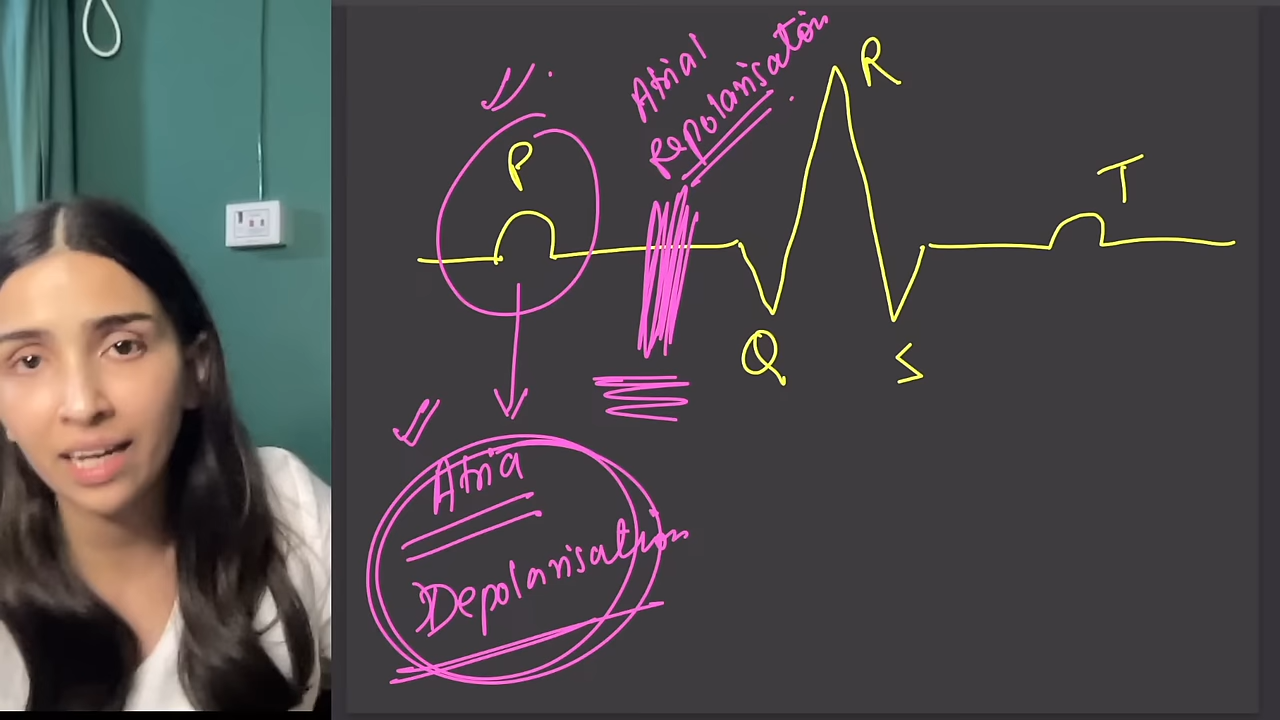 Atrial
Repolarisation
R
P
T
Q
S
Atria
Depolarisation